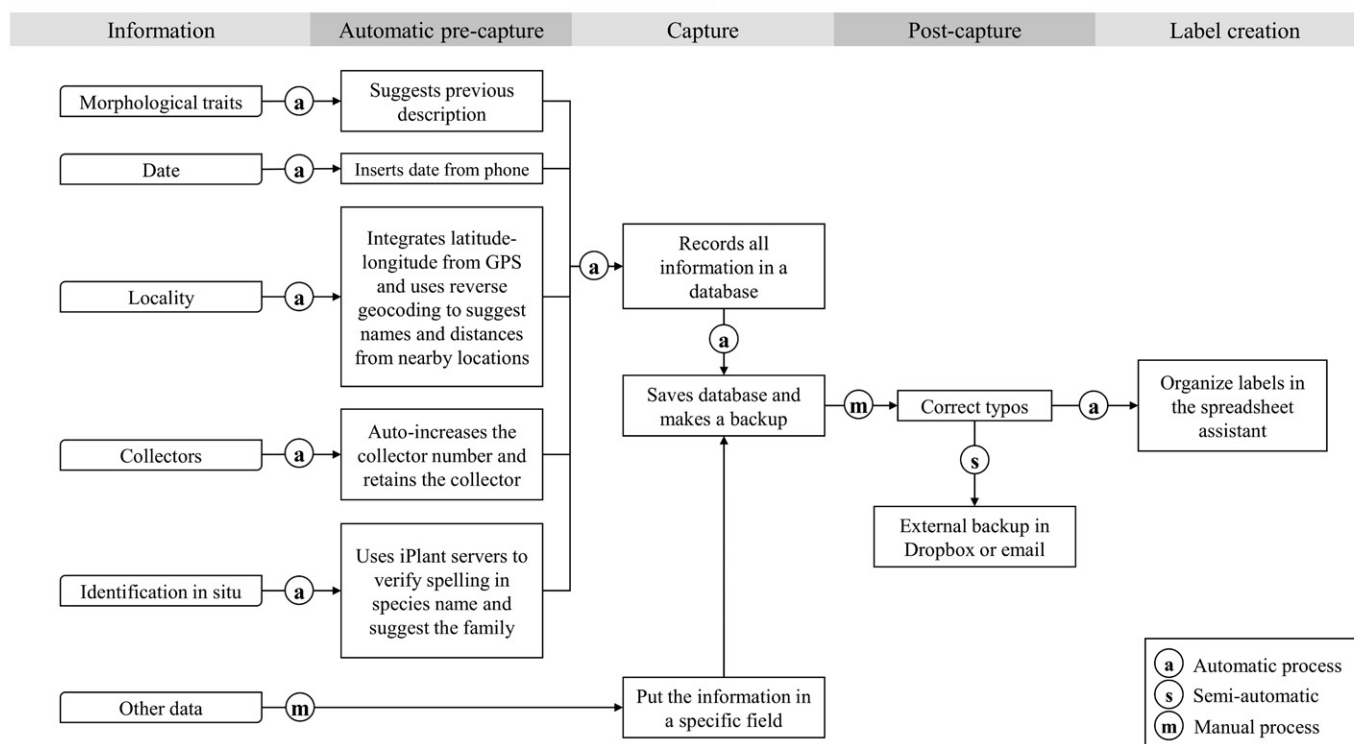 Information
Automatic pre-capture
Capture
Post-capture
Label creation
Morphological traits
a
Suggests previous
description
Date
a
Inserts date from phone
Locality
a
Integrates latitude-
longitude from GPS
and uses reverse
geocoding to suggest
names and distances
from nearby locations
Collectors
a
Auto-increases the
collector number and
retains the collector
Identification in situ
a
Uses iPlant servers to
verify spelling in
species name and
suggest the family
Other data
m
a
Records all
information in a
database
a
Saves database and
makes a backup
Put the information in
a specific field
m
Correct typos
s
External backup in
Dropbox or email
a
Organize labels in
the spreadsheet
assistant
a Automatic process
s Semi-automatic
m Manual process